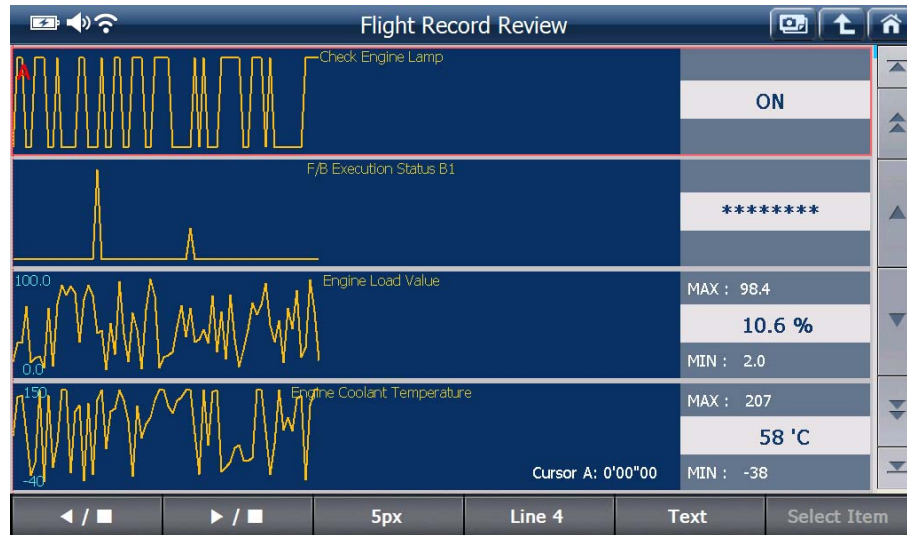 Flight Record Review
A
Check Engine Lamp
ON
F/B Execution Status B1
********
100.0
Engine Load Value
MAX : 98.4
10.6 %
0.0
MIN : 2.0
150
Engine Coolant Temperature
MAX : 207
58 'C
-40
Cursor A: 0'00"00
MIN : -38
◀ / ■
▶ / ■
5px
Line 4
Text
Select Item